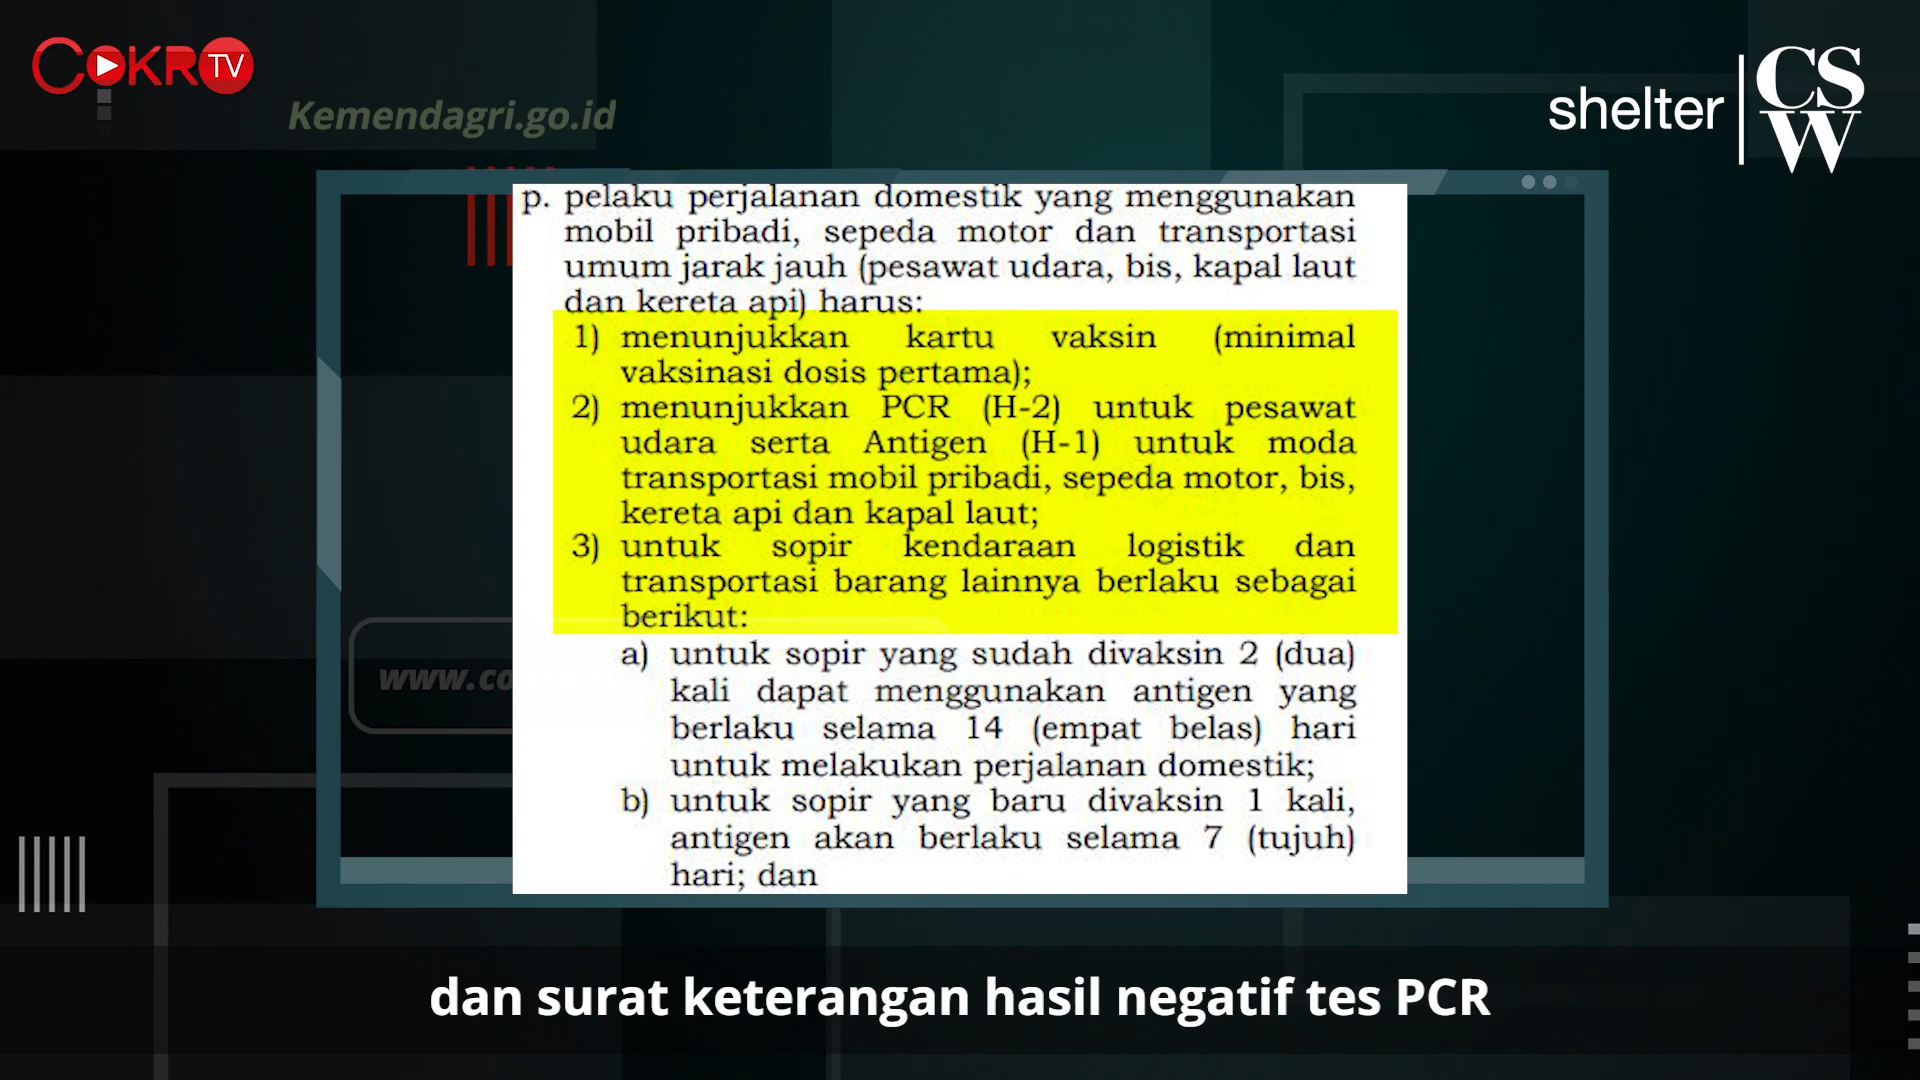 COKRO TV
Kemendagri.go.id
shelter
CSW
p. pelaku perjalanan domestik yang menggunakan
mobil pribadi, sepeda motor dan transportasi
umum jarak jauh (pesawat udara, bis, kapal laut
dan kereta api) harus:
1) menunjukkan kartu vaksin (minimal
vaksinasi dosis pertama);
2) menunjukkan PCR (H-2) untuk pesawat
udara serta Antigen (H-1) untuk moda
transportasi mobil pribadi, sepeda motor, bis,
kereta api dan kapal laut;
3) untuk sopir kendaraan logistik dan
transportasi barang lainnya berlaku sebagai
berikut:
a) untuk sopir yang sudah divaksin 2 (dua)
kali dapat menggunakan antigen yang
berlaku selama 14 (empat belas) hari
untuk melakukan perjalanan domestik;
b) untuk sopir yang baru divaksin 1 kali,
antigen akan berlaku selama 7 (tujuh)
hari; dan
dan surat keterangan hasil negatif tes PCR